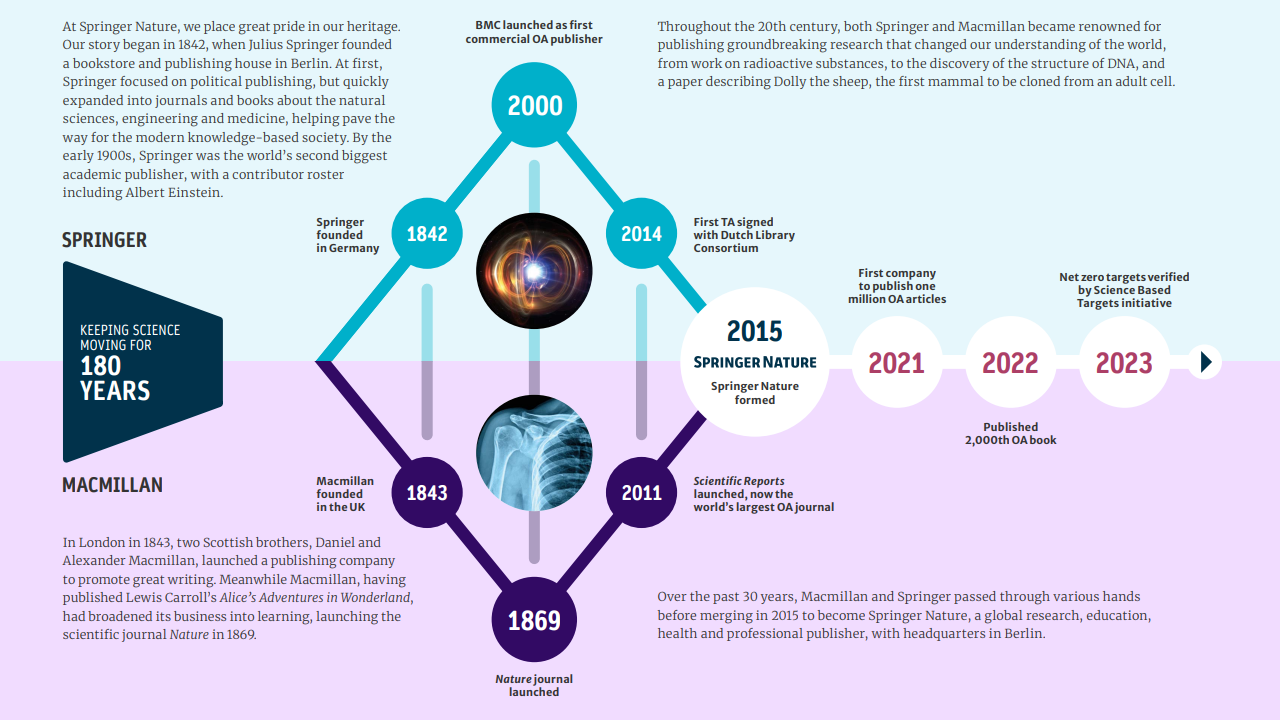 At Springer Nature, we place great pride in our heritage.
Our story began in 1842, when Julius Springer founded
a bookstore and publishing house in Berlin. At first,
Springer focused on political publishing, but quickly
expanded into journals and books about the natural
sciences, engineering and medicine, helping pave the
way for the modern knowledge-based society. By the
early 1900s, Springer was the world’s second biggest
academic publisher, with a contributor roster
including Albert Einstein.
BMC launched as first
commercial OA publisher
2000
Throughout the 20th century, both Springer and Macmillan became renowned for
publishing groundbreaking research that changed our understanding of the world,
from work on radioactive substances, to the discovery of the structure of DNA, and
a paper describing Dolly the sheep, the first mammal to be cloned from an adult cell.
SPRINGER
Springer
founded
in Germany
1842
2014
First TA signed
with Dutch Library
Consortium
KEEPING SCIENCE
MOVING FOR
180
YEARS
2015
SPRINGER NATURE
Springer Nature
formed
First company
to publish one
million OA articles
2021
2022
Published
2,000th OA book
Net zero targets verified
by Science Based
Targets initiative
2023
MACMILLAN
Macmillan
founded
in the UK
1843
2011
Scientific Reports
launched, now the
world’s largest OA journal
In London in 1843, two Scottish brothers, Daniel and
Alexander Macmillan, launched a publishing company
to promote great writing. Meanwhile Macmillan, having
published Lewis Carroll’s Alice’s Adventures in Wonderland,
had broadened its business into learning, launching the
scientific journal Nature in 1869.
1869
Nature journal
launched
Over the past 30 years, Macmillan and Springer passed through various hands
before merging in 2015 to become Springer Nature, a global research, education,
health and professional publisher, with headquarters in Berlin.